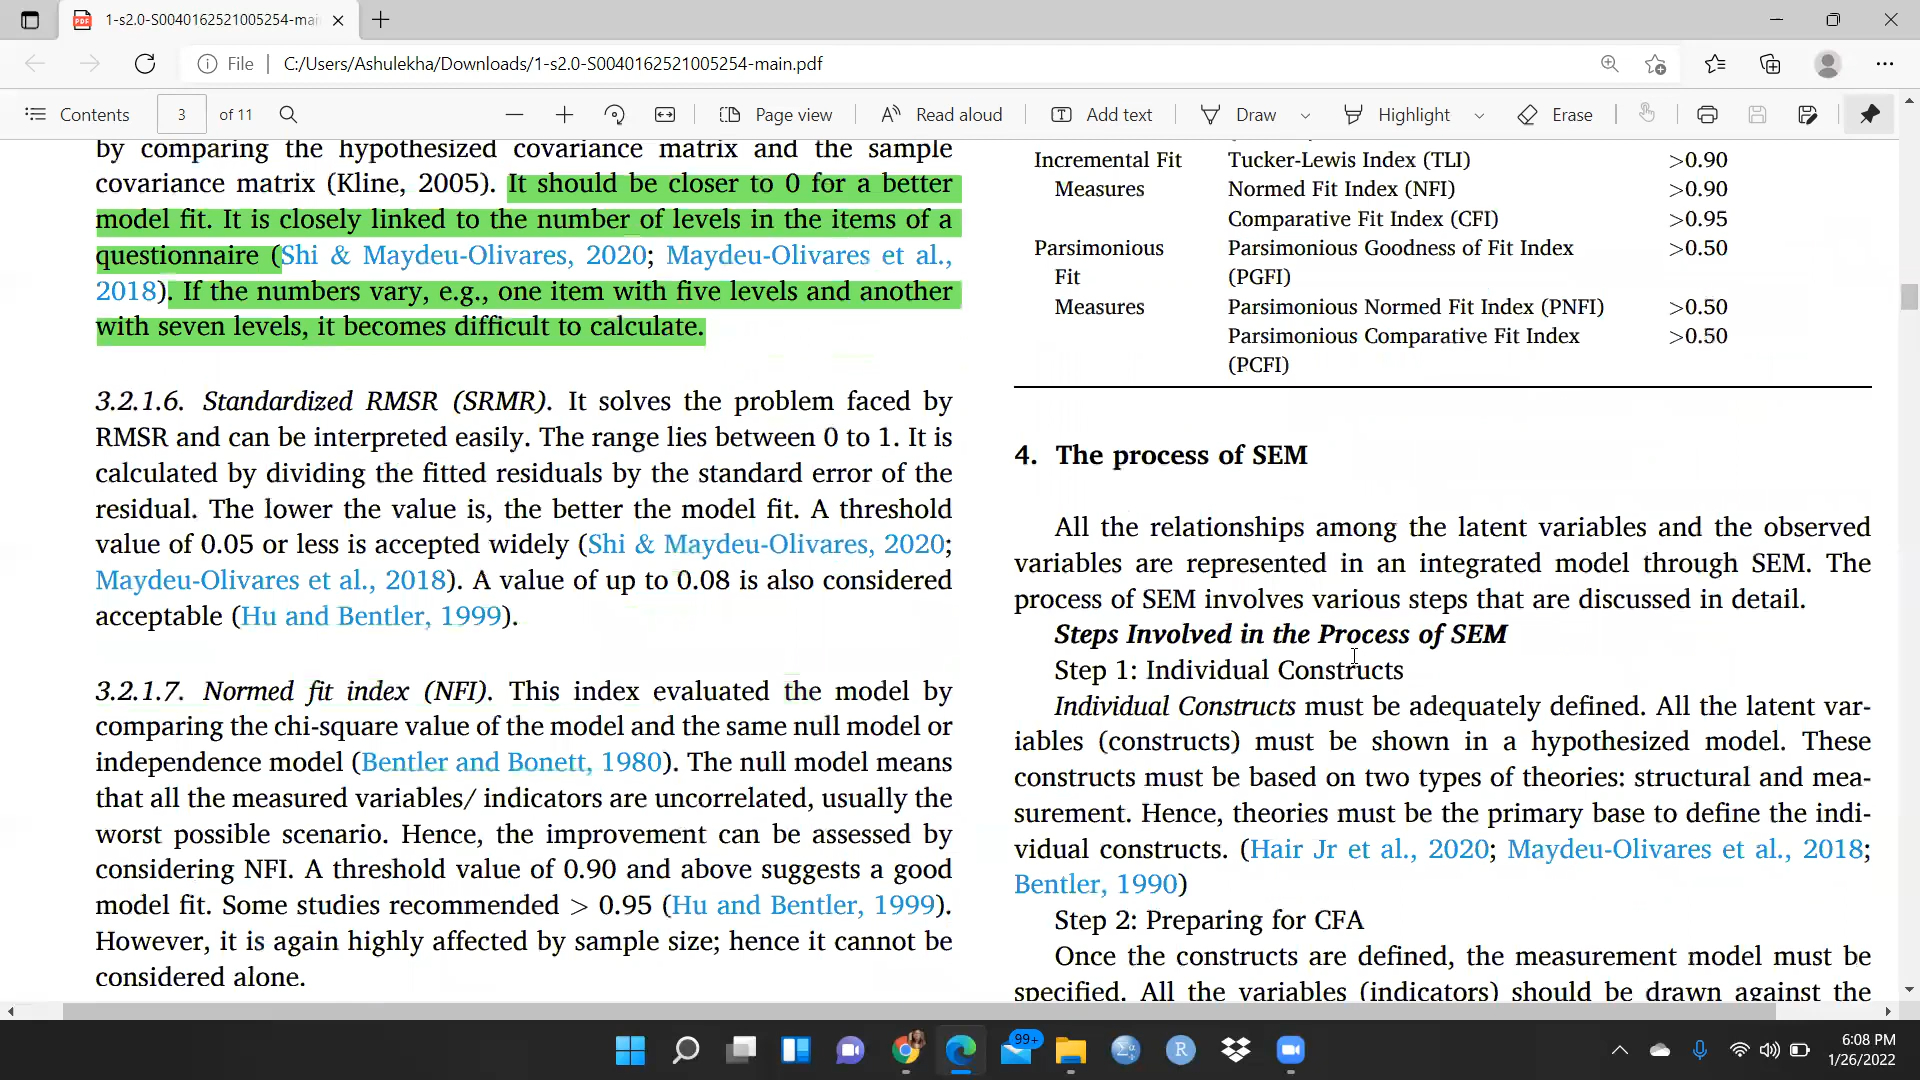 1-s2.0-S0040162521005254-mai
File
C:/Users/Ashulekha/Downloads/1-s2.0-S0040162521005254-main.pdf
Contents
3
of 11
Page view
Read aloud
Add text
Draw
Highlight
Erase
by comparing the hypothesized covariance matrix and the sample
covariance matrix (Kline, 2005). It should be closer to 0 for a better
model fit. It is closely linked to the number of levels in the items of a
questionnaire (Shi & Maydeu-Olivares, 2020; Maydeu-Olivares et al.,
2018). If the numbers vary, e.g., one item with five levels and another
with seven levels, it becomes difficult to calculate.
3.2.1.6. Standardized RMSR (SRMR). It solves the problem faced by
RMSR and can be interpreted easily. The range lies between 0 to 1. It is
calculated by dividing the fitted residuals by the standard error of the
residual. The lower the value is, the better the model fit. A threshold
value of 0.05 or less is accepted widely (Shi & Maydeu-Olivares, 2020;
Maydeu-Olivares et al., 2018). A value of up to 0.08 is also considered
acceptable (Hu and Bentler, 1999).
3.2.1.7. Normed fit index (NFI). This index evaluated the model by
comparing the chi-square value of the model and the same null model or
independence model (Bentler and Bonett, 1980). The null model means
that all the measured variables/ indicators are uncorrelated, usually the
worst possible scenario. Hence, the improvement can be assessed by
considering NFI. A threshold value of 0.90 and above suggests a good
model fit. Some studies recommended > 0.95 (Hu and Bentler, 1999).
However, it is again highly affected by sample size; hence it cannot be
considered alone.
Incremental Fit Tucker-Lewis Index (TLI) >0.90
Measures Normed Fit Index (NFI) >0.90
Comparative Fit Index (CFI) >0.95
Parsimonious Parsimonious Goodness of Fit Index >0.50
Fit (PGFI)
Measures Parsimonious Normed Fit Index (PNFI) >0.50
Parsimonious Comparative Fit Index >0.50
(PCFI)
4. The process of SEM
All the relationships among the latent variables and the observed
variables are represented in an integrated model through SEM. The
process of SEM involves various steps that are discussed in detail.
Steps Involved in the Process of SEM
Step 1: Individual Constructs
Individual Constructs must be adequately defined. All the latent var-
iables (constructs) must be shown in a hypothesized model. These
constructs must be based on two types of theories: structural and mea-
surement. Hence, theories must be the primary base to define the indi-
vidual constructs. (Hair Jr et al., 2020; Maydeu-Olivares et al., 2018;
Bentler, 1990)
Step 2: Preparing for CFA
Once the constructs are defined, the measurement model must be
specified. All the variables (indicators) should be drawn against the
99+
6:08 PM
1/26/2022